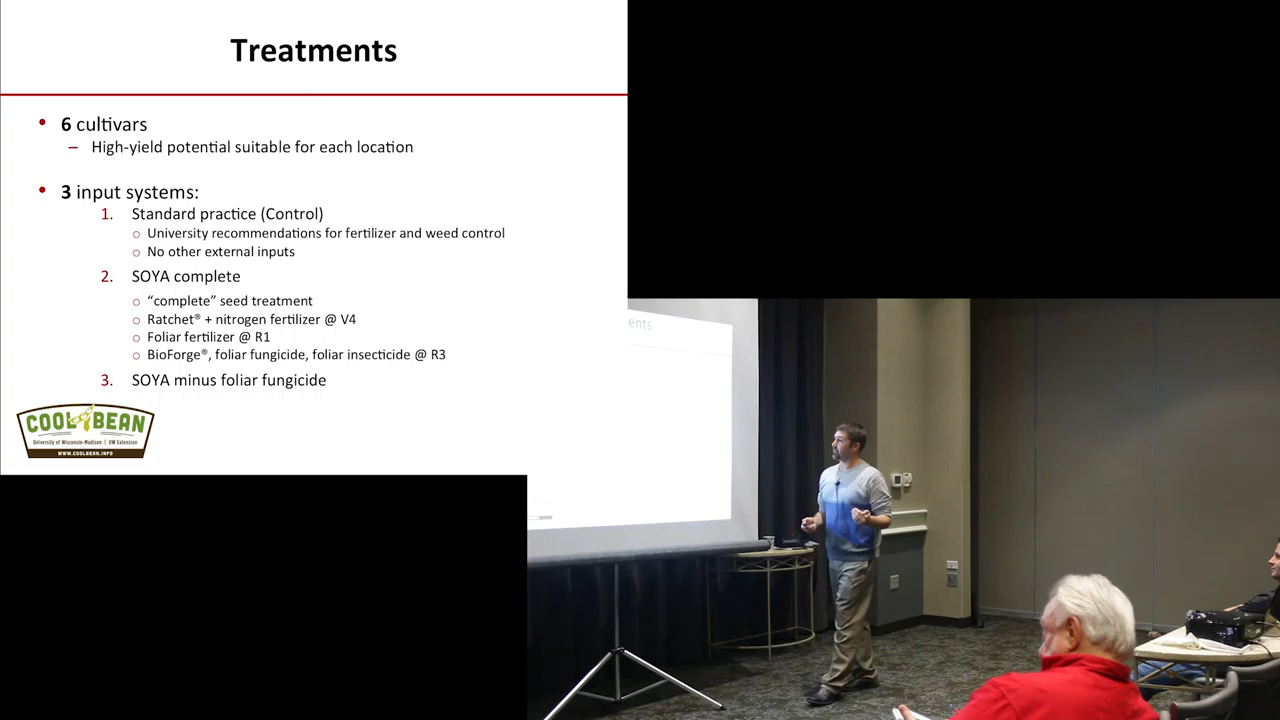 Treatments
• 6 cultivars
– High-yield potential suitable for each location
• 3 input systems:
1. Standard practice (Control)
○ University recommendations for fertilizer and weed control
○ No other external inputs
2. SOYA complete
○ “complete” seed treatment
○ Ratchet® + nitrogen fertilizer @ V4
○ Foliar fertilizer @ R1
○ BioForge®, foliar fungicide, foliar insecticide @ R3
3. SOYA minus foliar fungicide
COOL BEAN
University of Wisconsin-Madison | UW Extension
WWW.COOLBEAN.INFO
ents